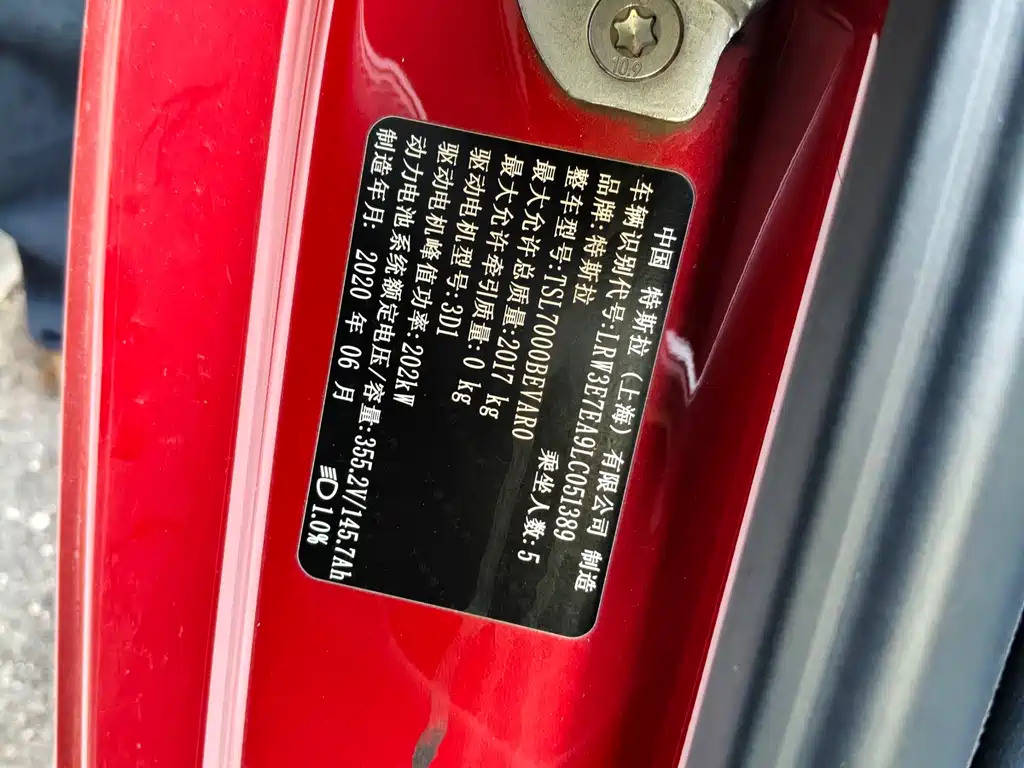 10.9
中国 特斯拉(上海)有限公司 制造
车辆识别代号:LRW3E7EA9LC051389
品牌:特斯拉 乘坐人数:5
整车型号:TSL7000BEVAR0
最大允许总质量:2017 kg
最大允许牵引质量:0 kg
驱动电机型号:3D1
驱动电机峰值功率:202kW
动力电池系统额定电压/容量:355.2V/145.7Ah
制造年月: 2020 年 06 月 1.0%